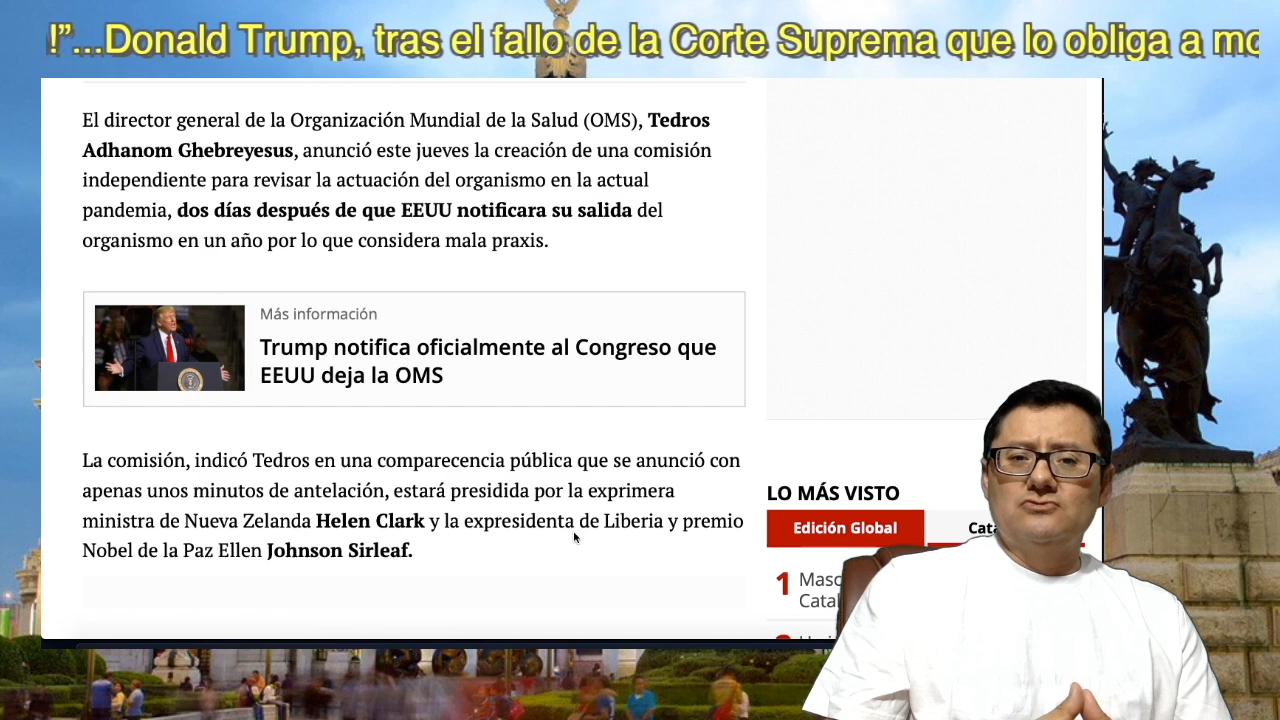 !”...Donald Trump, tras el fallo de la Corte Suprema que lo obliga a
El director general de la Organización Mundial de la Salud (OMS), Tedros
Adhanom Ghebreyesus, anunció este jueves la creación de una comisión
independiente para revisar la actuación del organismo en la actual
pandemia, dos días después de que EEUU notificara su salida del
organismo en un año por lo que considera mala praxis.
Más información
Trump notifica oficialmente al Congreso que
EEUU deja la OMS
La comisión, indicó Tedros en una comparecencia pública que se anunció con
apenas unos minutos de antelación, estará presidida por la exprimera
ministra de Nueva Zelanda Helen Clark y la expresidenta de Liberia y premio
Nobel de la Paz Ellen Johnson Sirleaf.
LO MÁS VISTO
Edición Global
1